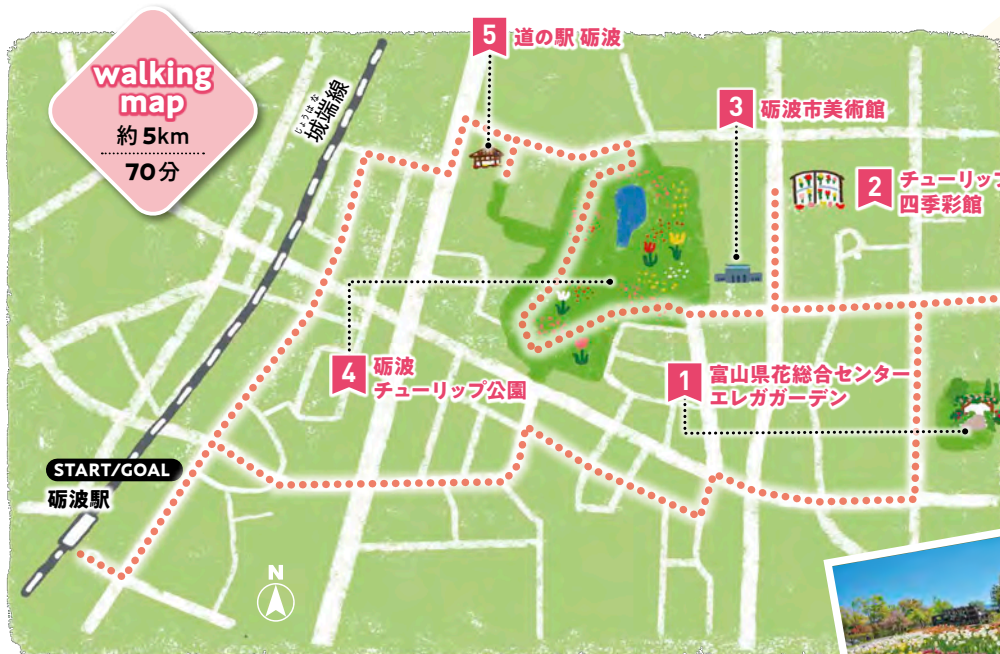 walking
map
約5km
70分
じょうはな
城端線
5 道の駅 砺波
3 砺波市美術館
2 チューリップ
四季彩館
4 砺波
チューリップ公園
1 富山県花総合センター
エレガガーデン
START/GOAL
砺波駅
N